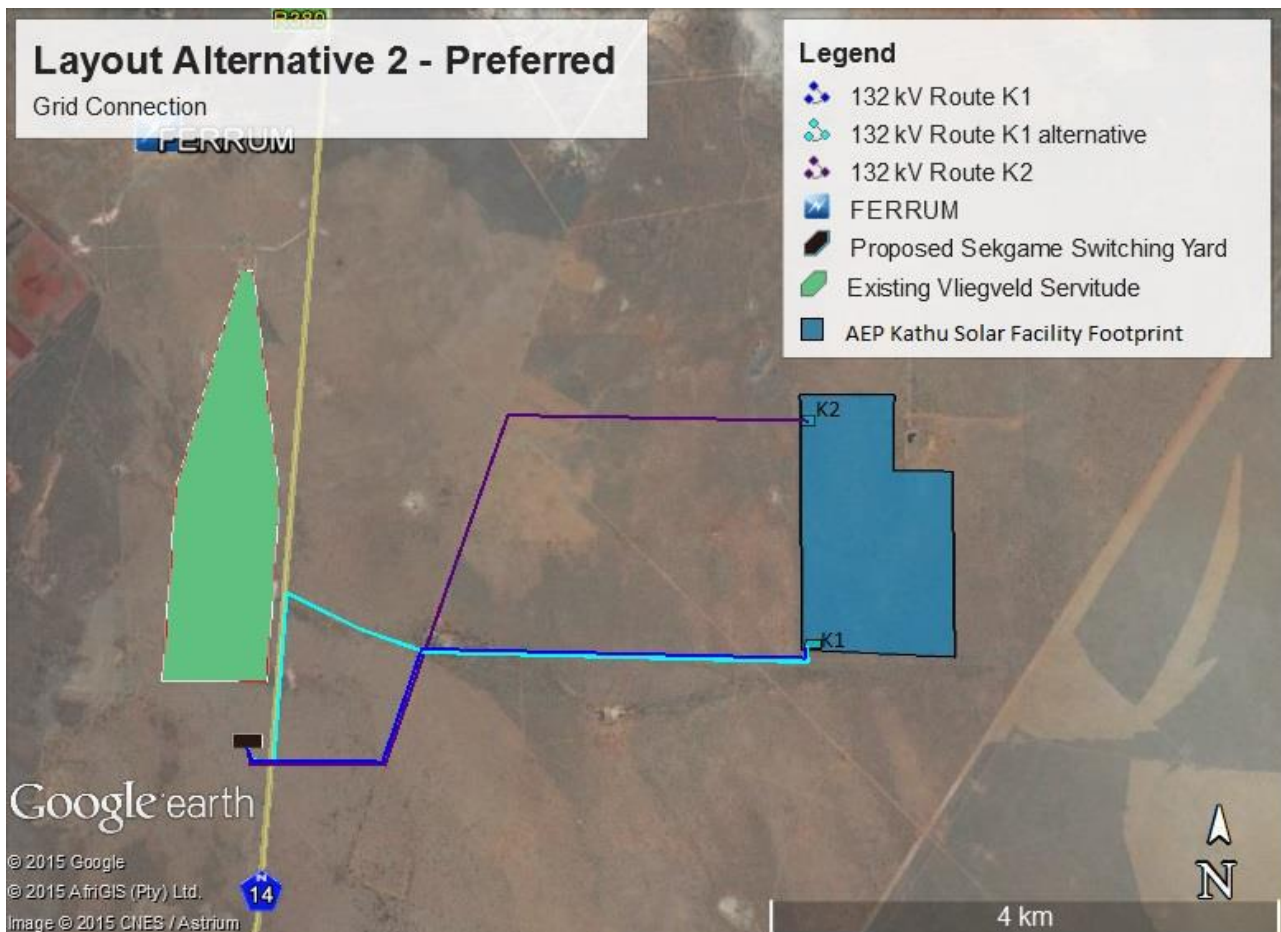 R380
Layout Alternative 2 - Preferred
Grid Connection
FERRUM
Legend
132 kV Route K1
132 kV Route K1 alternative
132 kV Route K2
FERRUM
Proposed Sekgame Switching Yard
Existing Vliegveld Servitude
AEP Kathu Solar Facility Footprint
K2
K1
Google earth
© 2015 Google
© 2015 AfriGIS (Pty) Ltd.
Image © 2015 CNES / Astrium
N
14
N
4 km